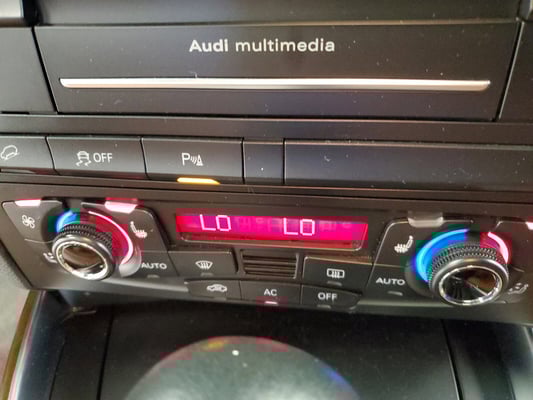 Audi multimedia
OFF
P
LO LO
AUTO
AUTO
AC
OFF